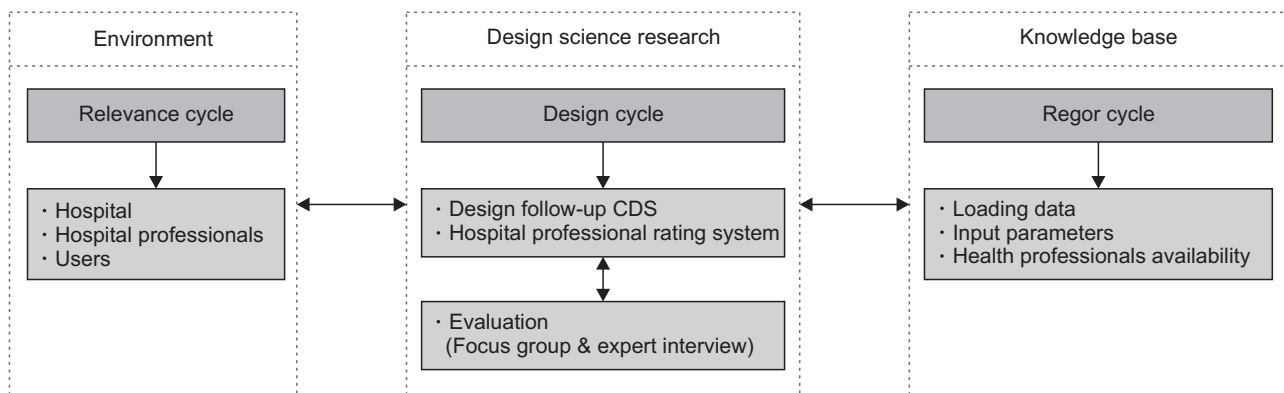 Environment
Relevance cycle
· Hospital
· Hospital professionals
· Users
Design science research
Design cycle
· Design follow-up CDS
· Hospital professional rating system
· Evaluation
(Focus group & expert interview)
Knowledge base
Regor cycle
· Loading data
· Input parameters
· Health professionals availability